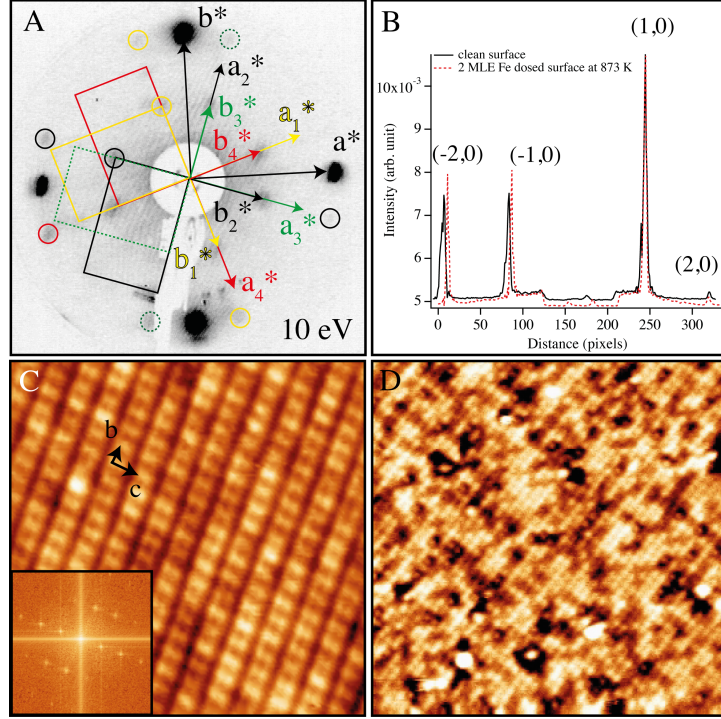 A
b*
a₂*
b₃*
a₁*
b₄*
a*
b₂*
a₃*
b₁*
a₄*
10 eV
B
(1,0)
clean surface
2 MLE Fe dosed surface at 873 K
10x10⁻³
9
8
7
6
5
Intensity (arb. unit)
(-2,0)
(-1,0)
(2,0)
0
50
100
150
200
250
300
Distance (pixels)
C
b
c
D